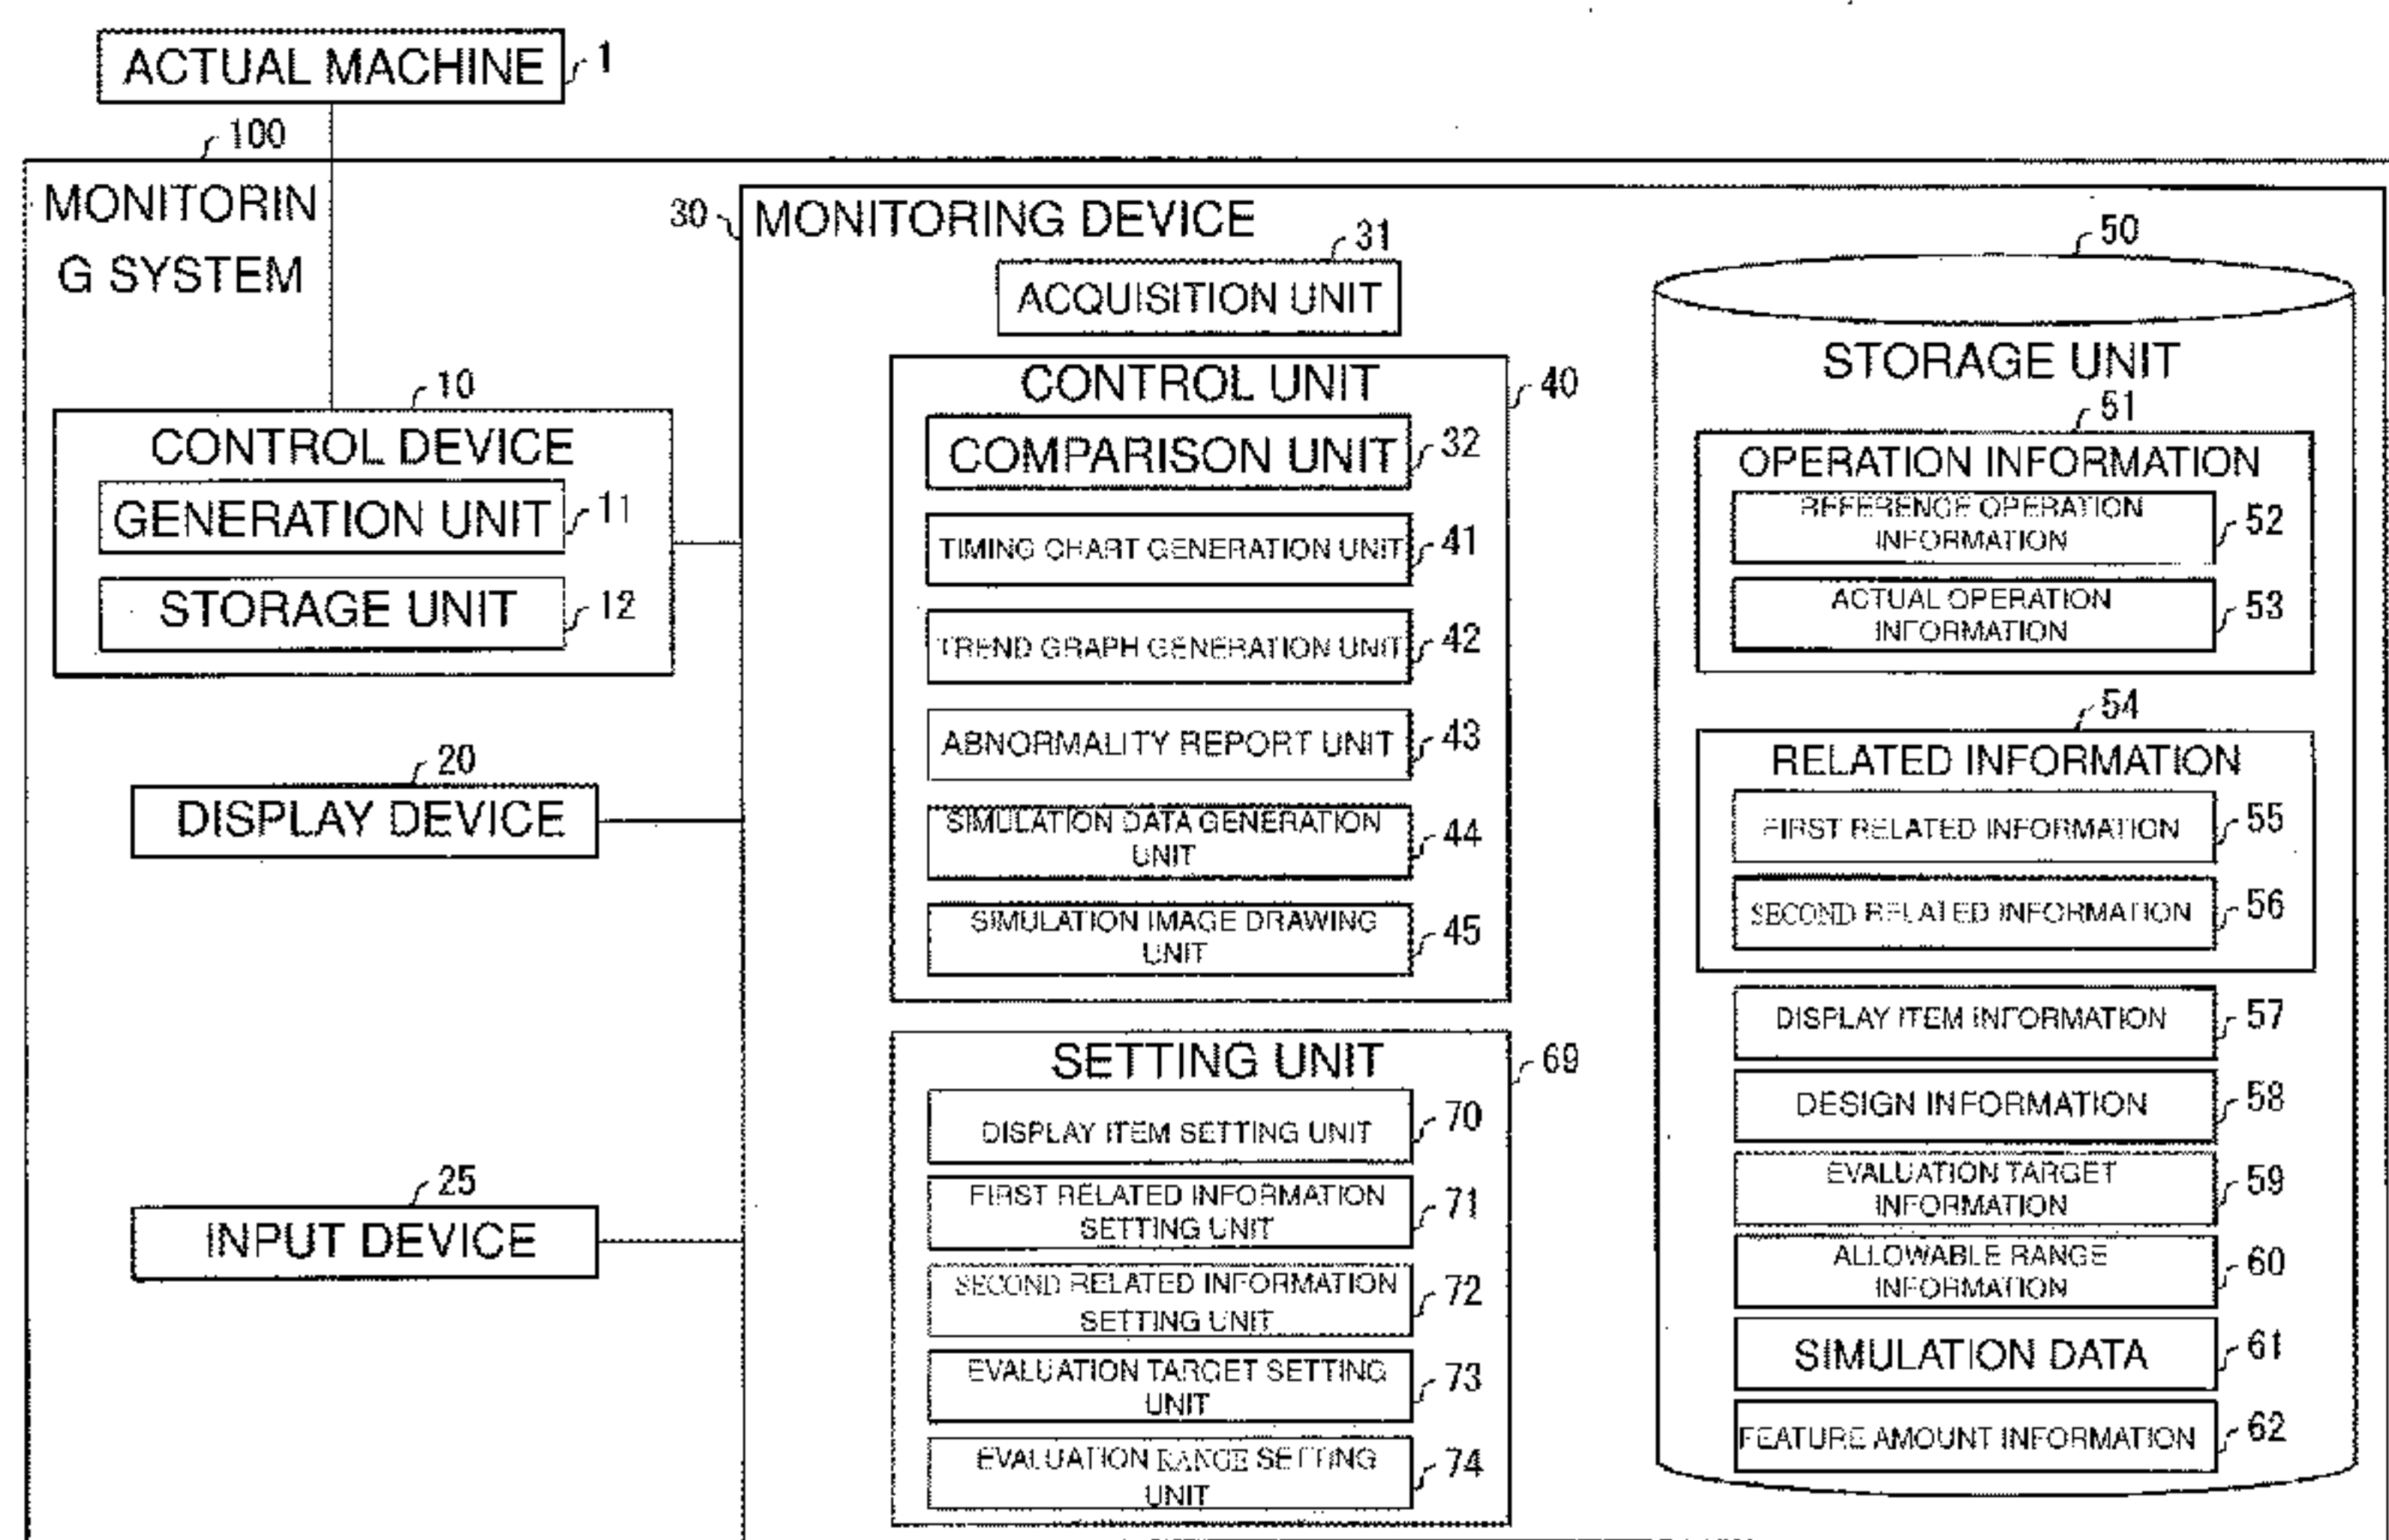 ACTUAL MACHINE
1
100
MONITORIN
G SYSTEM
10
CONTROL DEVICE
GENERATION UNIT
11
STORAGE UNIT
12
20
DISPLAY DEVICE
25
INPUT DEVICE
30
MONITORING DEVICE
31
ACQUISITION UNIT
CONTROL UNIT
40
COMPARISON UNIT
32
TIMING CHART GENERATION UNIT
41
TREND GRAPH GENERATION UNIT
42
ABNORMALITY REPORT UNIT
43
SIMULATION DATA GENERATION
UNIT
44
SIMULATION IMAGE DRAWING
UNIT
45
SETTING UNIT
69
DISPLAY ITEM SETTING UNIT
70
FIRST RELATED INFORMATION
SETTING UNIT
71
SECOND RELATED INFORMATION
SETTING UNIT
72
EVALUATION TARGET SETTING
UNIT
73
EVALUATION RANGE SETTING
UNIT
74
50
STORAGE UNIT
51
OPERATION INFORMATION
REFERENCE OPERATION
INFORMATION
52
ACTUAL OPERATION
INFORMATION
53
54
RELATED INFORMATION
FIRST RELATED INFORMATION
55
SECOND RELATED INFORMATION
56
DISPLAY ITEM INFORMATION
57
DESIGN INFORMATION
58
EVALUATION TARGET
INFORMATION
59
ALLOWABLE RANGE
INFORMATION
60
SIMULATION DATA
61
FEATURE AMOUNT INFORMATION
62